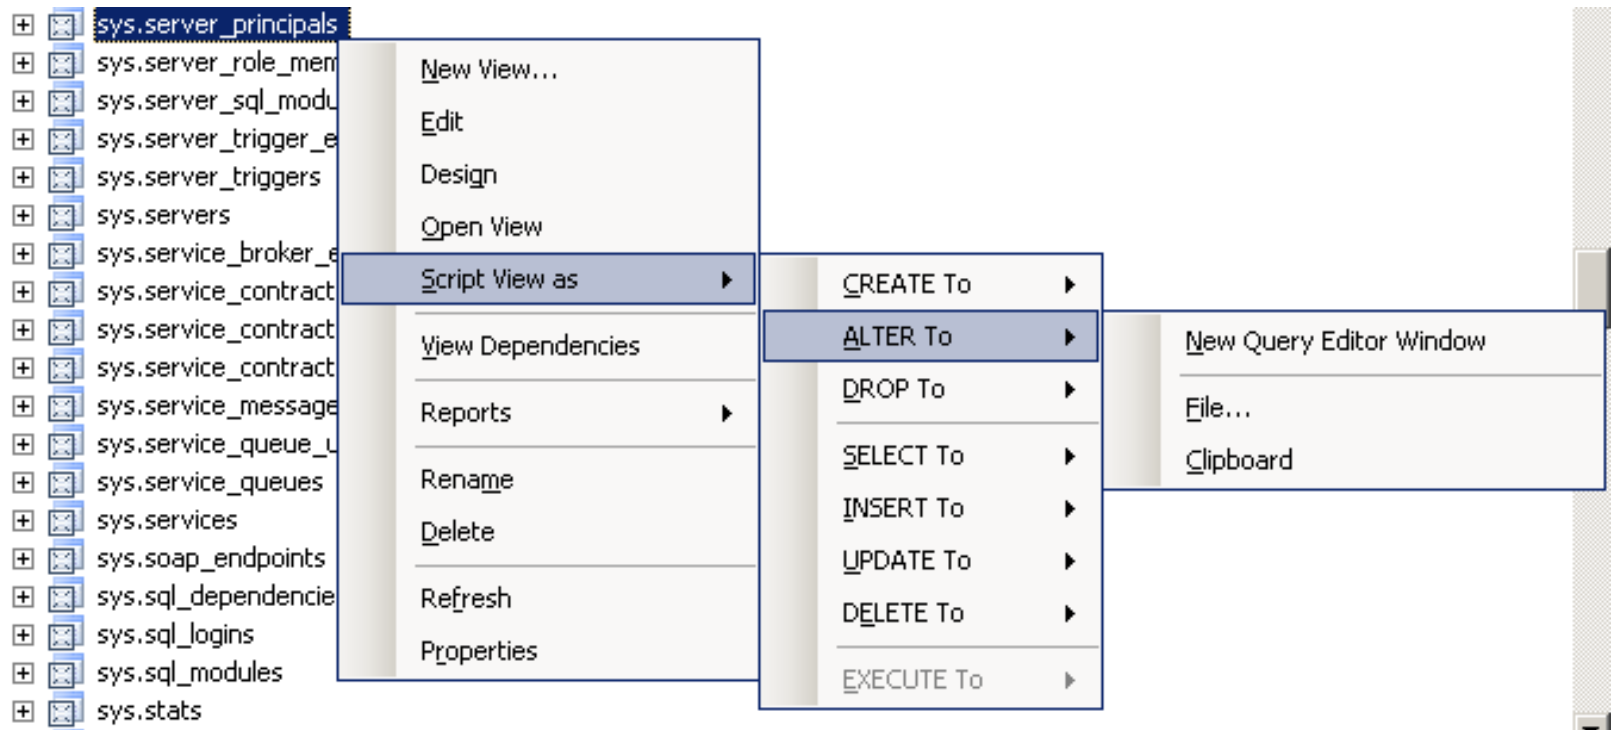 sys.server_principals
sys.server_role_mem
sys.server_sql_modu
sys.server_trigger_e
sys.server_triggers
sys.servers
sys.service_broker_e
sys.service_contract
sys.service_contract
sys.service_contract
sys.service_message
sys.service_queue_u
sys.service_queues
sys.services
sys.soap_endpoints
sys.sql_dependencie
sys.sql_logins
sys.sql_modules
sys.stats
New View...
Edit
Design
Open View
Script View as
View Dependencies
Reports
Rename
Delete
Refresh
Properties
CREATE To
ALTER To
DROP To
SELECT To
INSERT To
UPDATE To
DELETE To
EXECUTE To
New Query Editor Window
File...
Clipboard